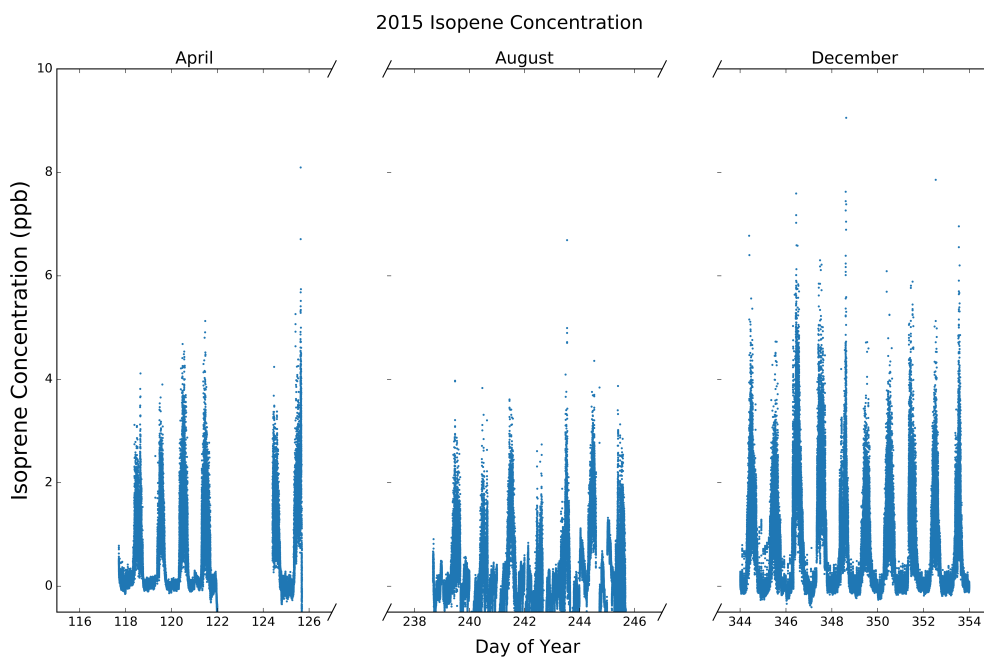 2015 Isopene Concentration
April August December
10
8
6
4
2
0
Isoprene Concentration (ppb)
116 118 120 122 124 126 238 240 242 244 246 344 346 348 350 352 354
Day of Year